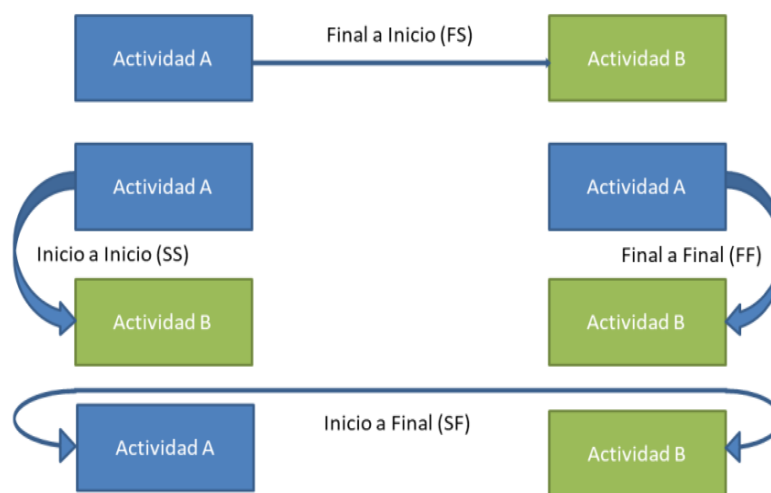 Final a Inicio (FS)
Actividad A
Actividad B
Actividad A
Actividad A
Inicio a Inicio (SS)
Final a Final (FF)
Actividad B
Actividad B
Inicio a Final (SF)
Actividad A
Actividad B